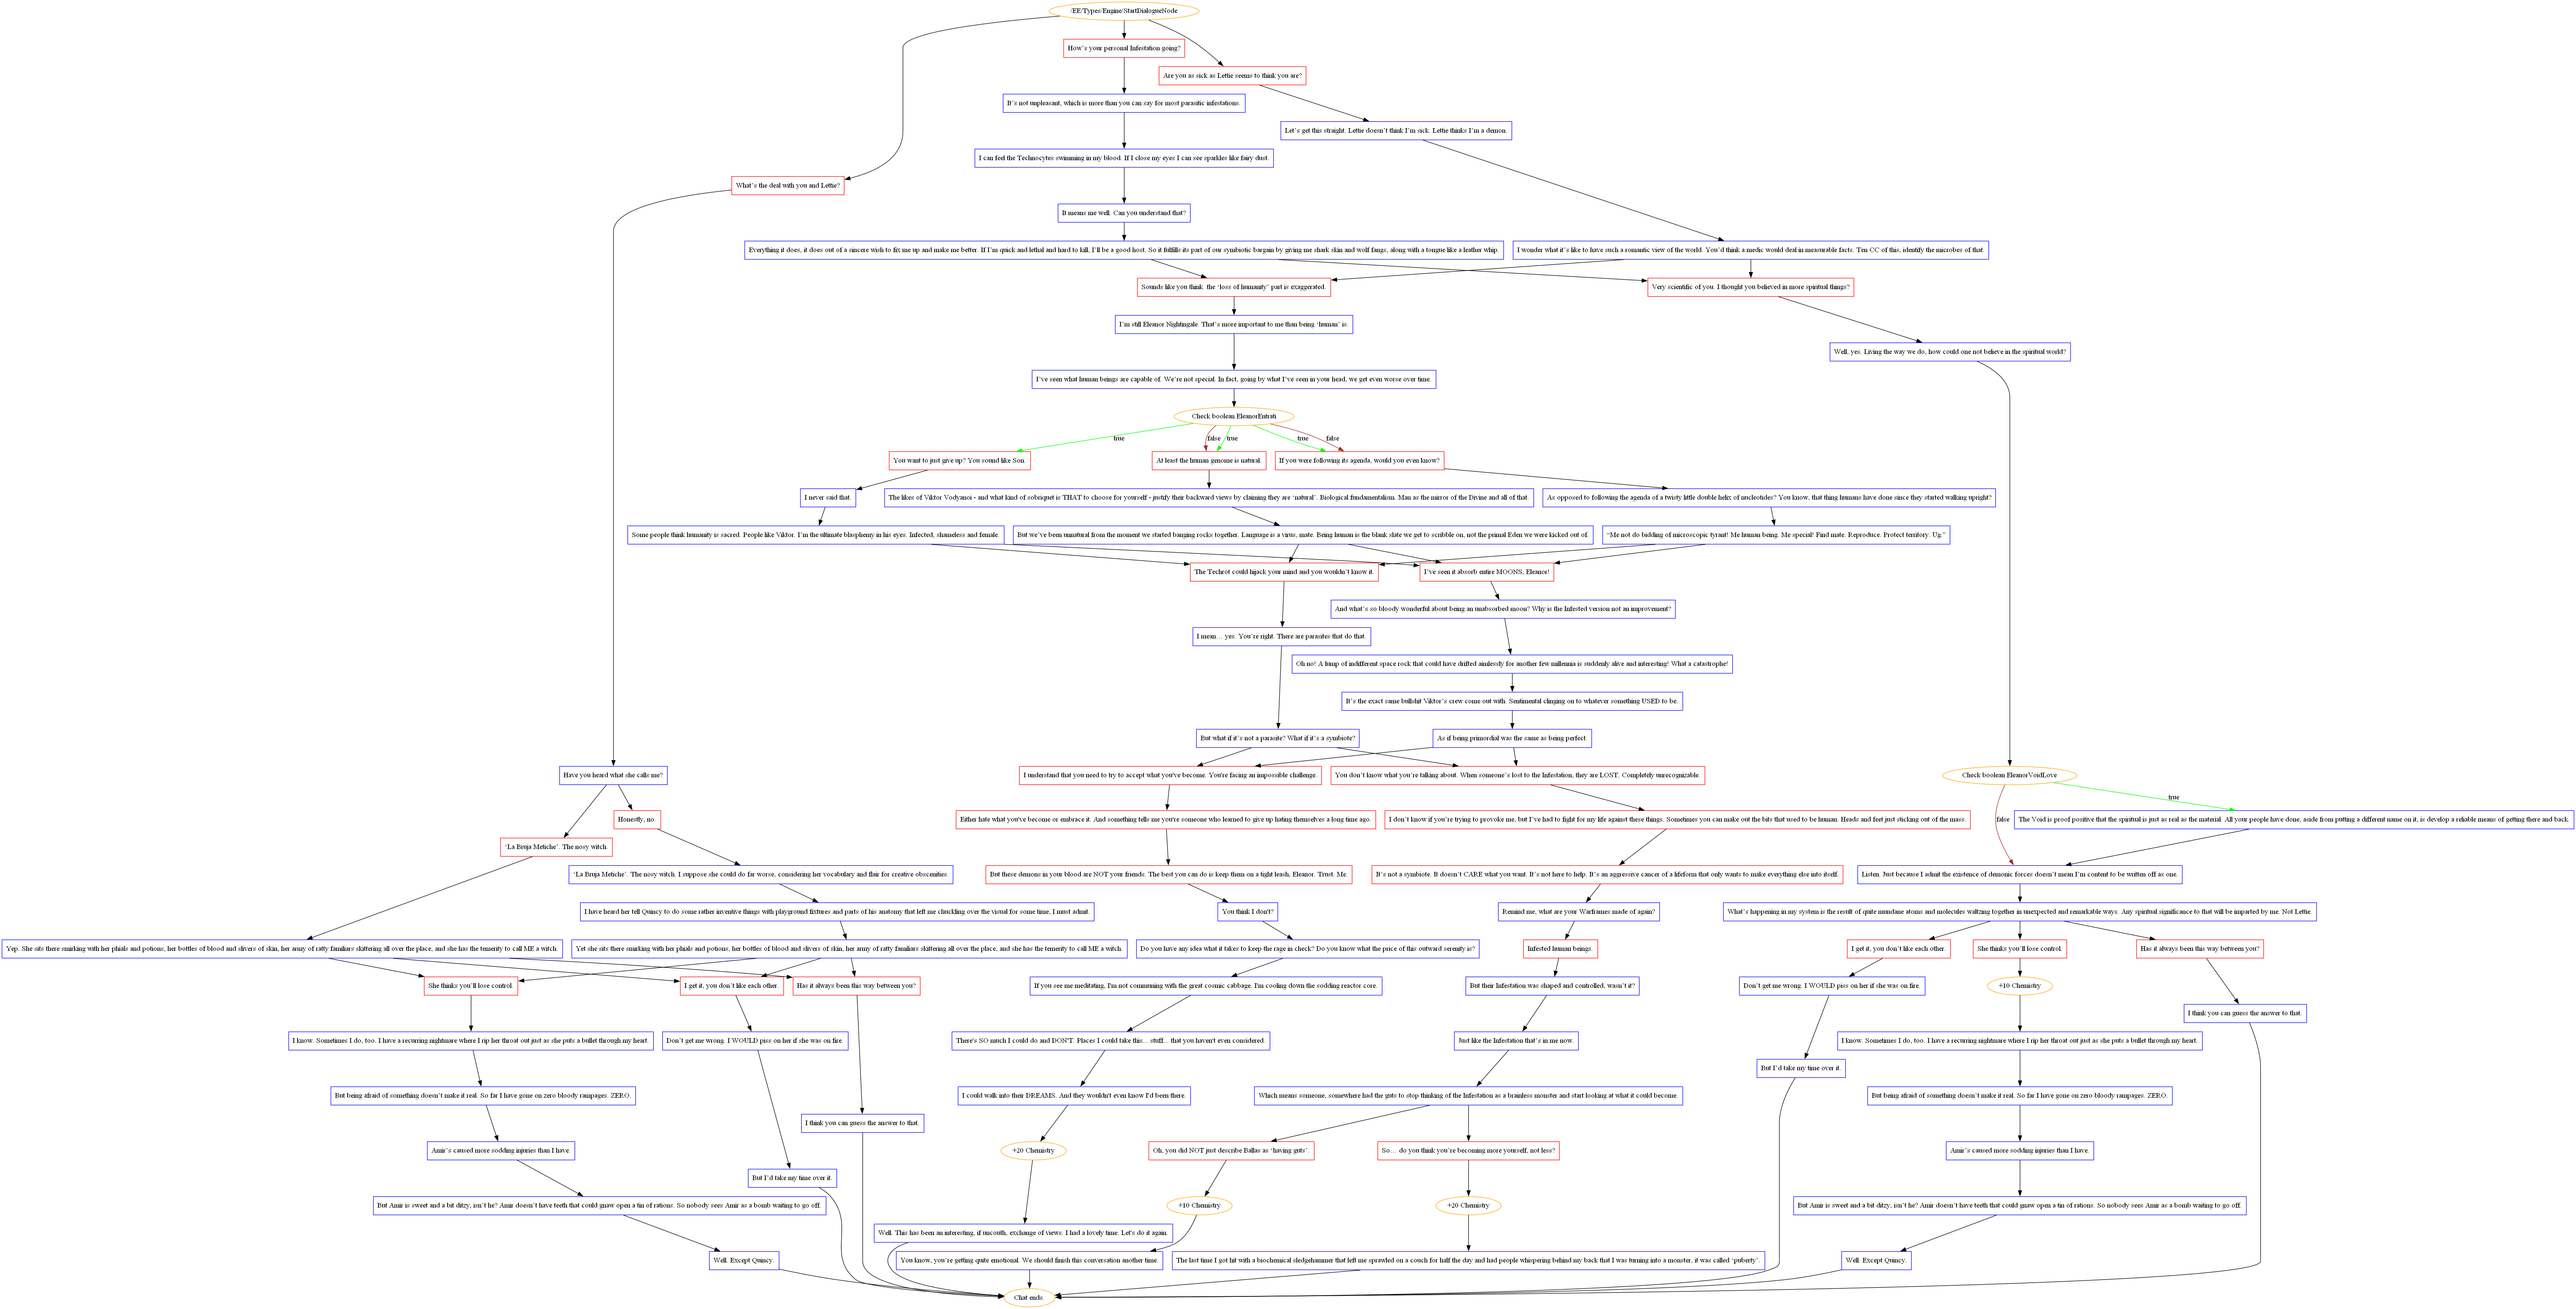 /EE/Types/Engine/StartDialogueNode
How's your personal Infestation going?
Are you as sick as Lettie seems to think you are?
It's not unpleasant, which is more than you can say for most parasitic infestations.
Let's get this straight. Lettie doesn't think I'm sick. Lettie thinks I'm a demon.
I can feel the Technocytes swimming in my blood. If I close my eyes I can see sparkles like fairy dust.
What's the deal with you and Lettie?
It means me well. Can you understand that?
Everything it does, it does out of a sincere wish to fix me up and make me better. If I'm quick and lethal and hard to kill, I'll be a good host. So it fulfills its part of our symbiotic bargain by giving me shark skin and wolf fangs, along with a tongue like a leather whip.
I wonder what it's like to have such a romantic view of the world. You'd think a medic would deal in measurable facts. Ten CC of this, identify the microbes of that.
Sounds like you think  the 'loss of humanity' part is exaggerated.
Very scientific of you. I thought you believed in more spiritual things?
I'm still Eleanor Nightingale. That's more important to me than being 'human' is.
Well, yes. Living the way we do, how could one not believe in the spiritual world?
I've seen what human beings are capable of. We're not special. In fact, going by what I've seen in your head, we get even worse over time.
Check boolean EleanorEntrati
true
false
true
true
false
You want to just give up? You sound like Son.
At least the human genome is natural.
If you were following its agenda, would you even know?
I never said that.
The likes of Viktor Vodyanoi - and what kind of sobriquet is THAT to choose for yourself - justify their backward views by claiming they are 'natural'. Biological fundamentalism. Man as the mirror of the Divine and all of that.
As opposed to following the agenda of a twisty little double helix of nucleotides? You know, that thing humans have done since they started walking upright?
Some people think humanity is sacred. People like Viktor. I'm the ultimate blasphemy in his eyes. Infected, shameless and female.
But we've been unnatural from the moment we started banging rocks together. Language is a virus, mate. Being human is the blank slate we get to scribble on, not the primal Eden we were kicked out of.
"Me not do bidding of microscopic tyrant! Me human being. Me special! Find mate. Reproduce. Protect territory. Ug."
The Techrot could hijack your mind and you wouldn't know it.
I've seen it absorb entire MOONS, Eleanor!
And what's so bloody wonderful about being an unabsorbed moon? Why is the Infested version not an improvement?
I mean… yes. You're right. There are parasites that do that.
Oh no! A lump of indifferent space rock that could have drifted aimlessly for another few millennia is suddenly alive and interesting! What a catastrophe!
It's the exact same bullshit Viktor's crew come out with. Sentimental clinging on to whatever something USED to be.
But what if it's not a parasite? What if it's a symbiote?
As if being primordial was the same as being perfect.
Have you heard what she calls me?
I understand that you need to try to accept what you've become. You're facing an impossible challenge.
You don't know what you're talking about. When someone's lost to the Infestation, they are LOST. Completely unrecognizable.
Check boolean EleanorVoidLove
true
false
Honestly, no.
Either hate what you've become or embrace it. And something tells me you're someone who learned to give up hating themselves a long time ago.
I don't know if you're trying to provoke me, but I've had to fight for my life against these things. Sometimes you can make out the bits that used to be human. Heads and feet just sticking out of the mass.
The Void is proof positive that the spiritual is just as real as the material. All your people have done, aside from putting a different name on it, is develop a reliable means of getting there and back.
'La Bruja Metiche'. The nosy witch.
'La Bruja Metiche'. The nosy witch. I suppose she could do far worse, considering her vocabulary and flair for creative obscenities.
But these demons in your blood are NOT your friends. The best you can do is keep them on a tight leash, Eleanor. Trust. Me.
It's not a symbiote. It doesn't CARE what you want. It's not here to help. It's an aggressive cancer of a lifeform that only wants to make everything else into itself.
Listen. Just because I admit the existence of demonic forces doesn't mean I'm content to be written off as one.
I have heard her tell Quincy to do some rather inventive things with playground fixtures and parts of his anatomy that left me chuckling over the visual for some time, I must admit.
You think I don't?
Remind me, what are your Warframes made of again?
What's happening in my system is the result of quite mundane atoms and molecules waltzing together in unexpected and remarkable ways. Any spiritual significance to that will be imparted by me. Not Lettie.
Yep. She sits there smirking with her phials and potions, her bottles of blood and slivers of skin, her army of ratty familiars skittering all over the place, and she has the temerity to call ME a witch.
Yet she sits there smirking with her phials and potions, her bottles of blood and slivers of skin, her army of ratty familiars skittering all over the place, and she has the temerity to call ME a witch.
Do you have any idea what it takes to keep the rage in check? Do you know what the price of this outward serenity is?
Infested human beings.
I get it, you don't like each other.
She thinks you'll lose control.
Has it always been this way between you?
She thinks you'll lose control.
I get it, you don't like each other.
Has it always been this way between you?
If you see me meditating, I'm not communing with the great cosmic cabbage. I'm cooling down the sodding reactor core.
But their Infestation was shaped and controlled, wasn't it?
Don't get me wrong. I WOULD piss on her if she was on fire.
+10 Chemistry
I think you can guess the answer to that.
I know. Sometimes I do, too. I have a recurring nightmare where I rip her throat out just as she puts a bullet through my heart.
Don't get me wrong. I WOULD piss on her if she was on fire.
There's SO much I could do and DON'T. Places I could take this... stuff... that you haven't even considered.
Just like the Infestation that's in me now.
I know. Sometimes I do, too. I have a recurring nightmare where I rip her throat out just as she puts a bullet through my heart.
But I'd take my time over it.
But being afraid of something doesn't make it real. So far I have gone on zero bloody rampages. ZERO.
I could walk into their DREAMS. And they wouldn't even know I'd been there.
Which means someone, somewhere had the guts to stop thinking of the Infestation as a brainless monster and start looking at what it could become.
But being afraid of something doesn't make it real. So far I have gone on zero bloody rampages. ZERO.
I think you can guess the answer to that.
Amir's caused more sodding injuries than I have.
+20 Chemistry
Oh, you did NOT just describe Ballas as 'having guts'.
So… do you think you're becoming more yourself, not less?
Amir's caused more sodding injuries than I have.
But I'd take my time over it.
But Amir is sweet and a bit ditzy, isn't he? Amir doesn't have teeth that could gnaw open a tin of rations. So nobody sees Amir as a bomb waiting to go off.
+10 Chemistry
+20 Chemistry
But Amir is sweet and a bit ditzy, isn't he? Amir doesn't have teeth that could gnaw open a tin of rations. So nobody sees Amir as a bomb waiting to go off.
Well. This has been an interesting, if uncouth, exchange of views. I had a lovely time. Let's do it again.
Well. Except Quincy.
You know, you're getting quite emotional. We should finish this conversation another time.
The last time I got hit with a biochemical sledgehammer that left me sprawled on a couch for half the day and had people whispering behind my back that I was turning into a monster, it was called 'puberty'.
Well. Except Quincy.
Chat ends.